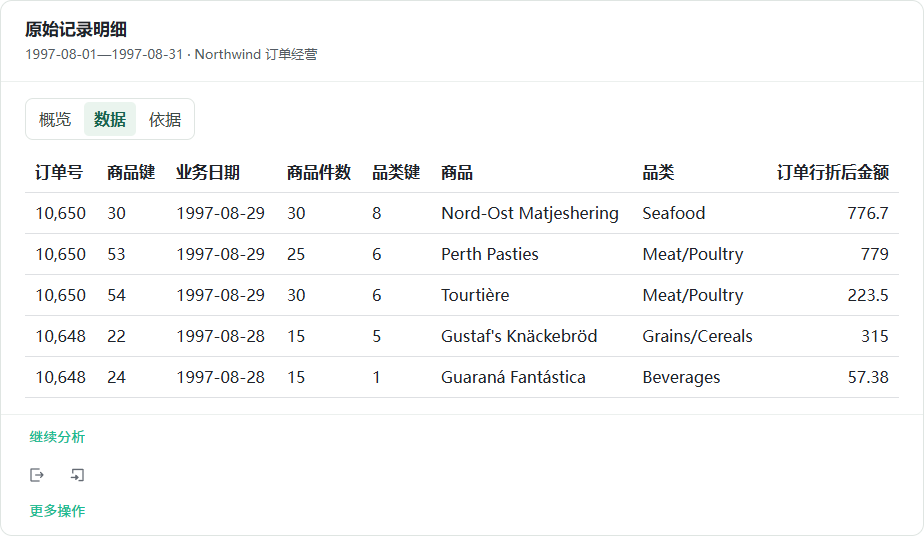 原始记录明细
1997-08-01—1997-08-31 · Northwind 订单经营
概览 数据 依据
订单号 商品键 业务日期 商品件数 品类键 商品 品类 订单行折后金额
10,650 30 1997-08-29 30 8 Nord-Ost Matjeshering Seafood 776.7
10,650 53 1997-08-29 25 6 Perth Pasties Meat/Poultry 779
10,650 54 1997-08-29 30 6 Tourtière Meat/Poultry 223.5
10,648 22 1997-08-28 15 5 Gustaf's Knäckebröd Grains/Cereals 315
10,648 24 1997-08-28 15 1 Guaraná Fantástica Beverages 57.38
继续分析
更多操作